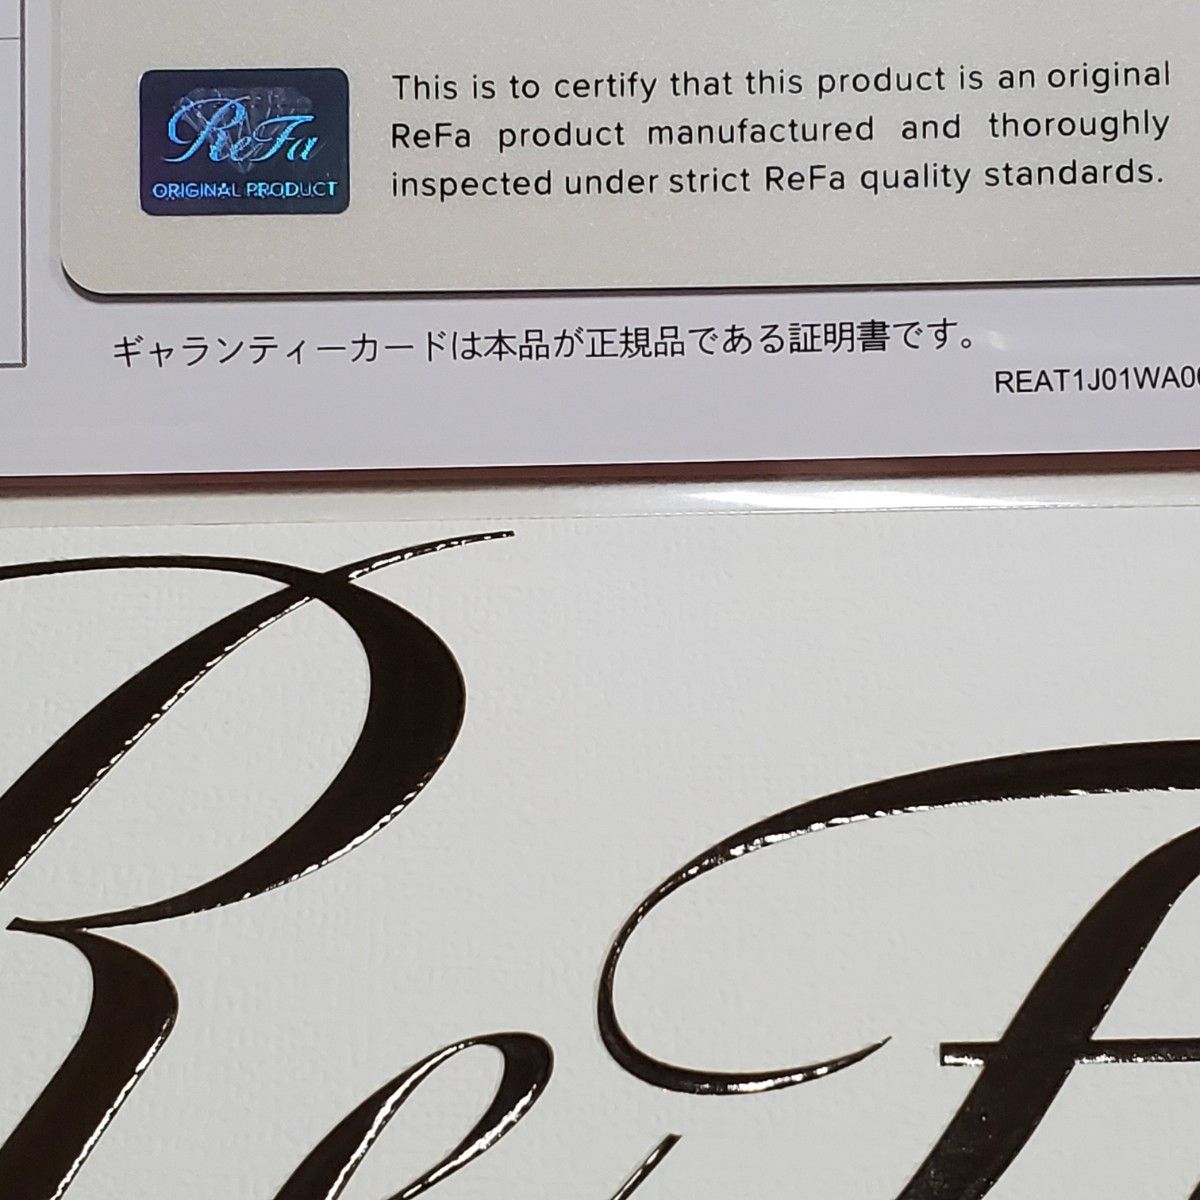 ReFa
ORIGINAL PRODUCT
This is to certify that this product is an original
ReFa product manufactured and thoroughly
inspected under strict ReFa quality standards.
ギャランティーカードは本品が正規品である証明書です。
REAT1J01WA00
ReF